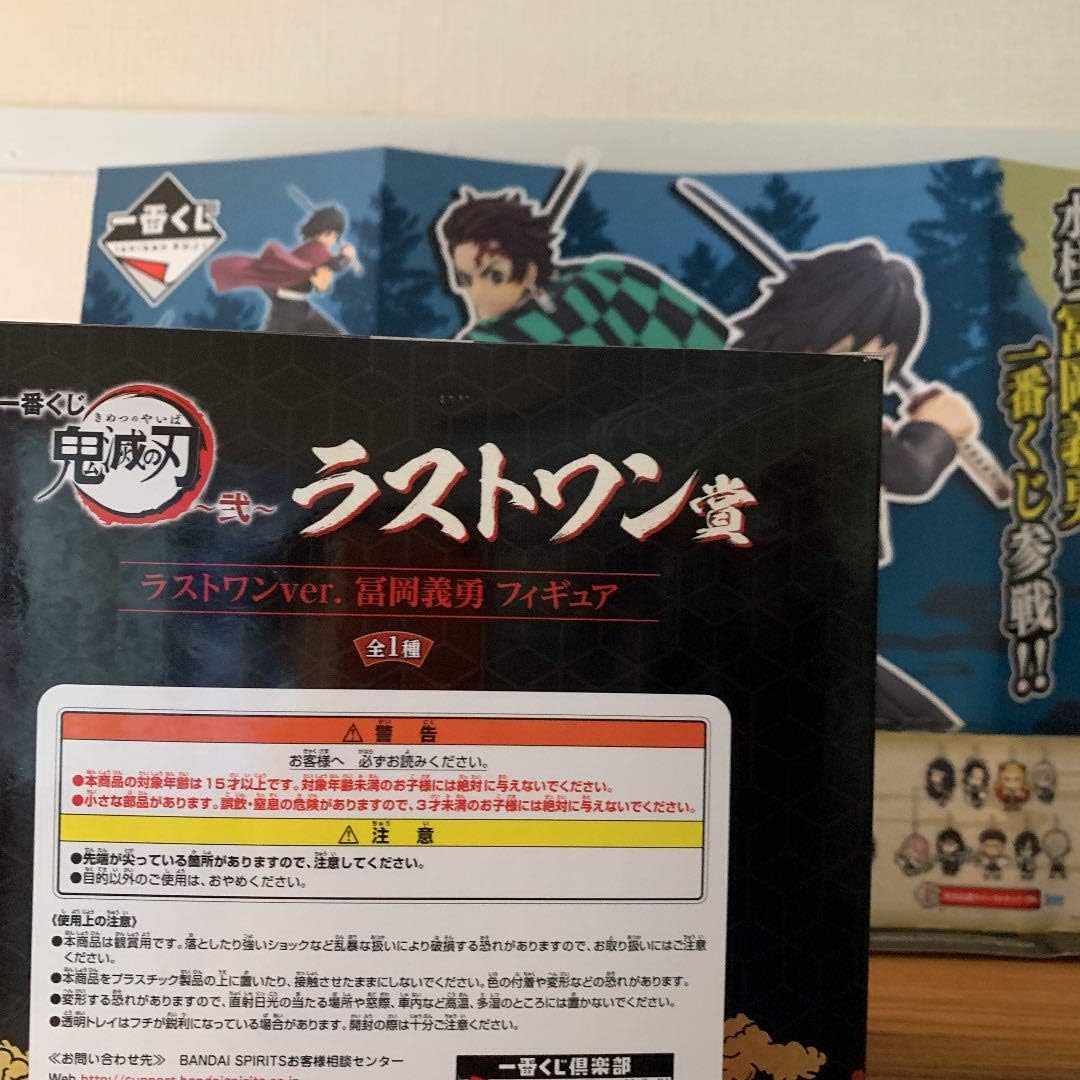 一番くじ
水柱 冨岡義勇
一番くじ参戦!!
一番くじ
きめつのやいば
鬼滅の刃
~弐~
ラストワン賞
ラストワンver. 冨岡義勇 フィギュア
全1種
⚠警告
お客様へ 必ずお読みください。
●本商品の対象年齢は15才以上です。対象年齢未満のお子様には絶対に与えないでください。
●小さな部品があります。誤飲・窒息の危険がありますので、3才未満のお子様には絶対に与えないでください。
⚠注意
●先端が尖っている箇所がありますので、注意してください。
●目的以外のご使用は、おやめください。
《使用上の注意》
●本商品は観賞用です。落としたり強いショックなど乱暴な扱いにより破損する恐れがありますので、お取り扱いにはご注意
ください。
●本商品をプラスチック製品の上に置いたり、接触させたままにしないでください。色の付着や変形などの恐れがあります。
●変形する恐れがありますので、直射日光の当たる場所や窓際、車内など高温、多湿のところには置かないでください。
●透明トレイはフチが鋭利になっている場合があります。開封の際は十分ご注意ください。
≪お問い合わせ先≫ BANDAI SPIRITSお客様相談センター
一番くじ倶楽部